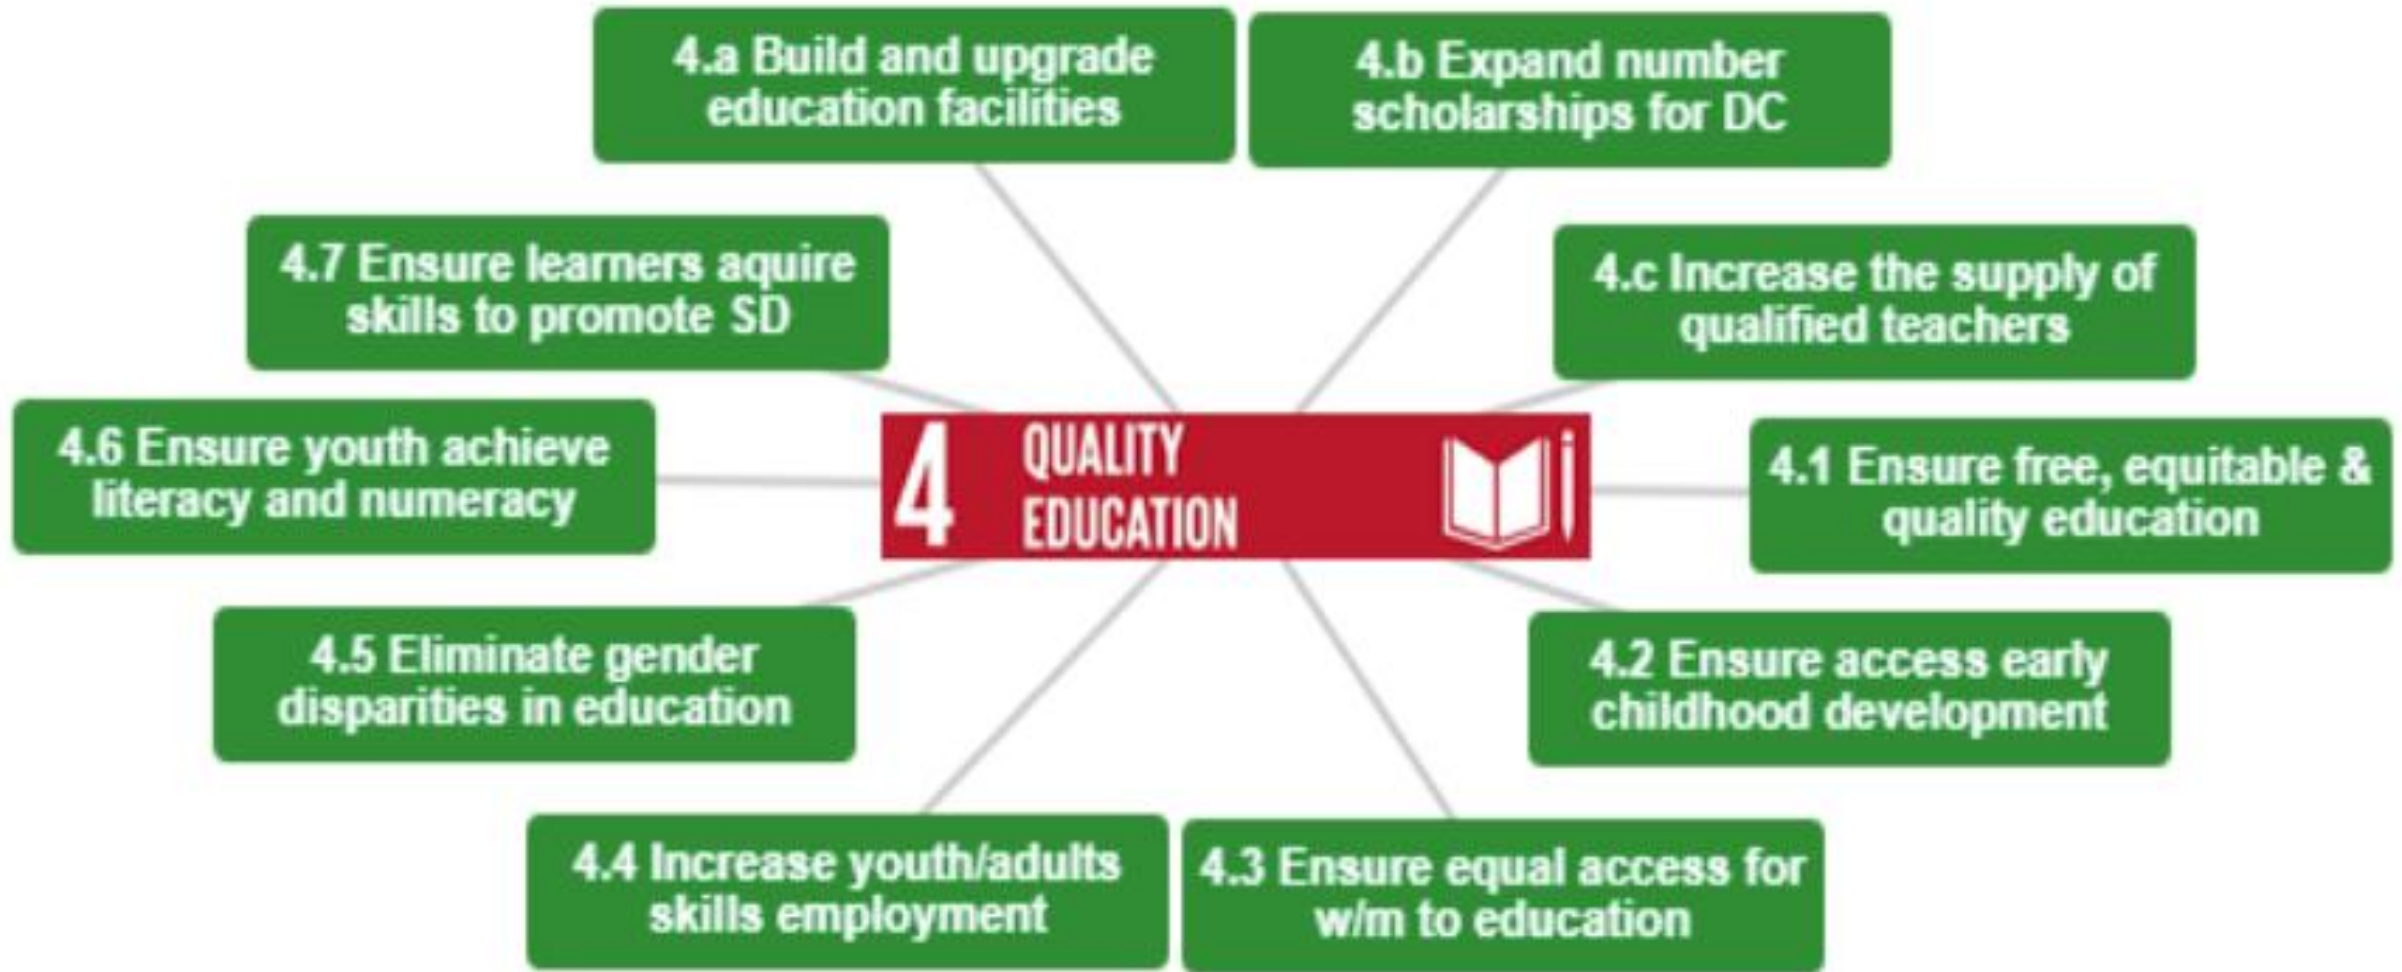 4.a Build and upgrade
education facilities
4.b Expand number
scholarships for DC
4.7 Ensure learners aquire
skills to promote SD
4.c Increase the supply of
qualified teachers
4.6 Ensure youth achieve
literacy and numeracy
4 QUALITY
EDUCATION
4.1 Ensure free, equitable &
quality education
4.5 Eliminate gender
disparities in education
4.2 Ensure access early
childhood development
4.4 Increase youth/adults
skills employment
4.3 Ensure equal access for
w/m to education